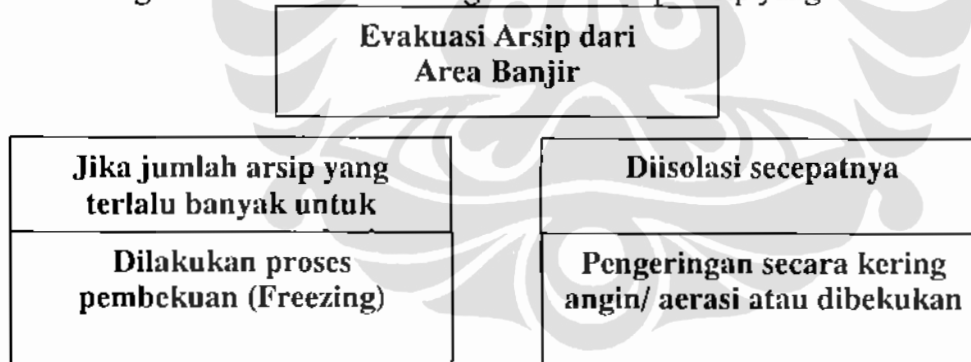 Evakuasi Arsip dari
Area Banjir
Jika jumlah arsip yang
terlalu banyak untuk
Diisolasi secepatnya
Dilakukan proses
pembekuan (Freezing)
Pengeringan secara kering
angin/ aerasi atau dibekukan